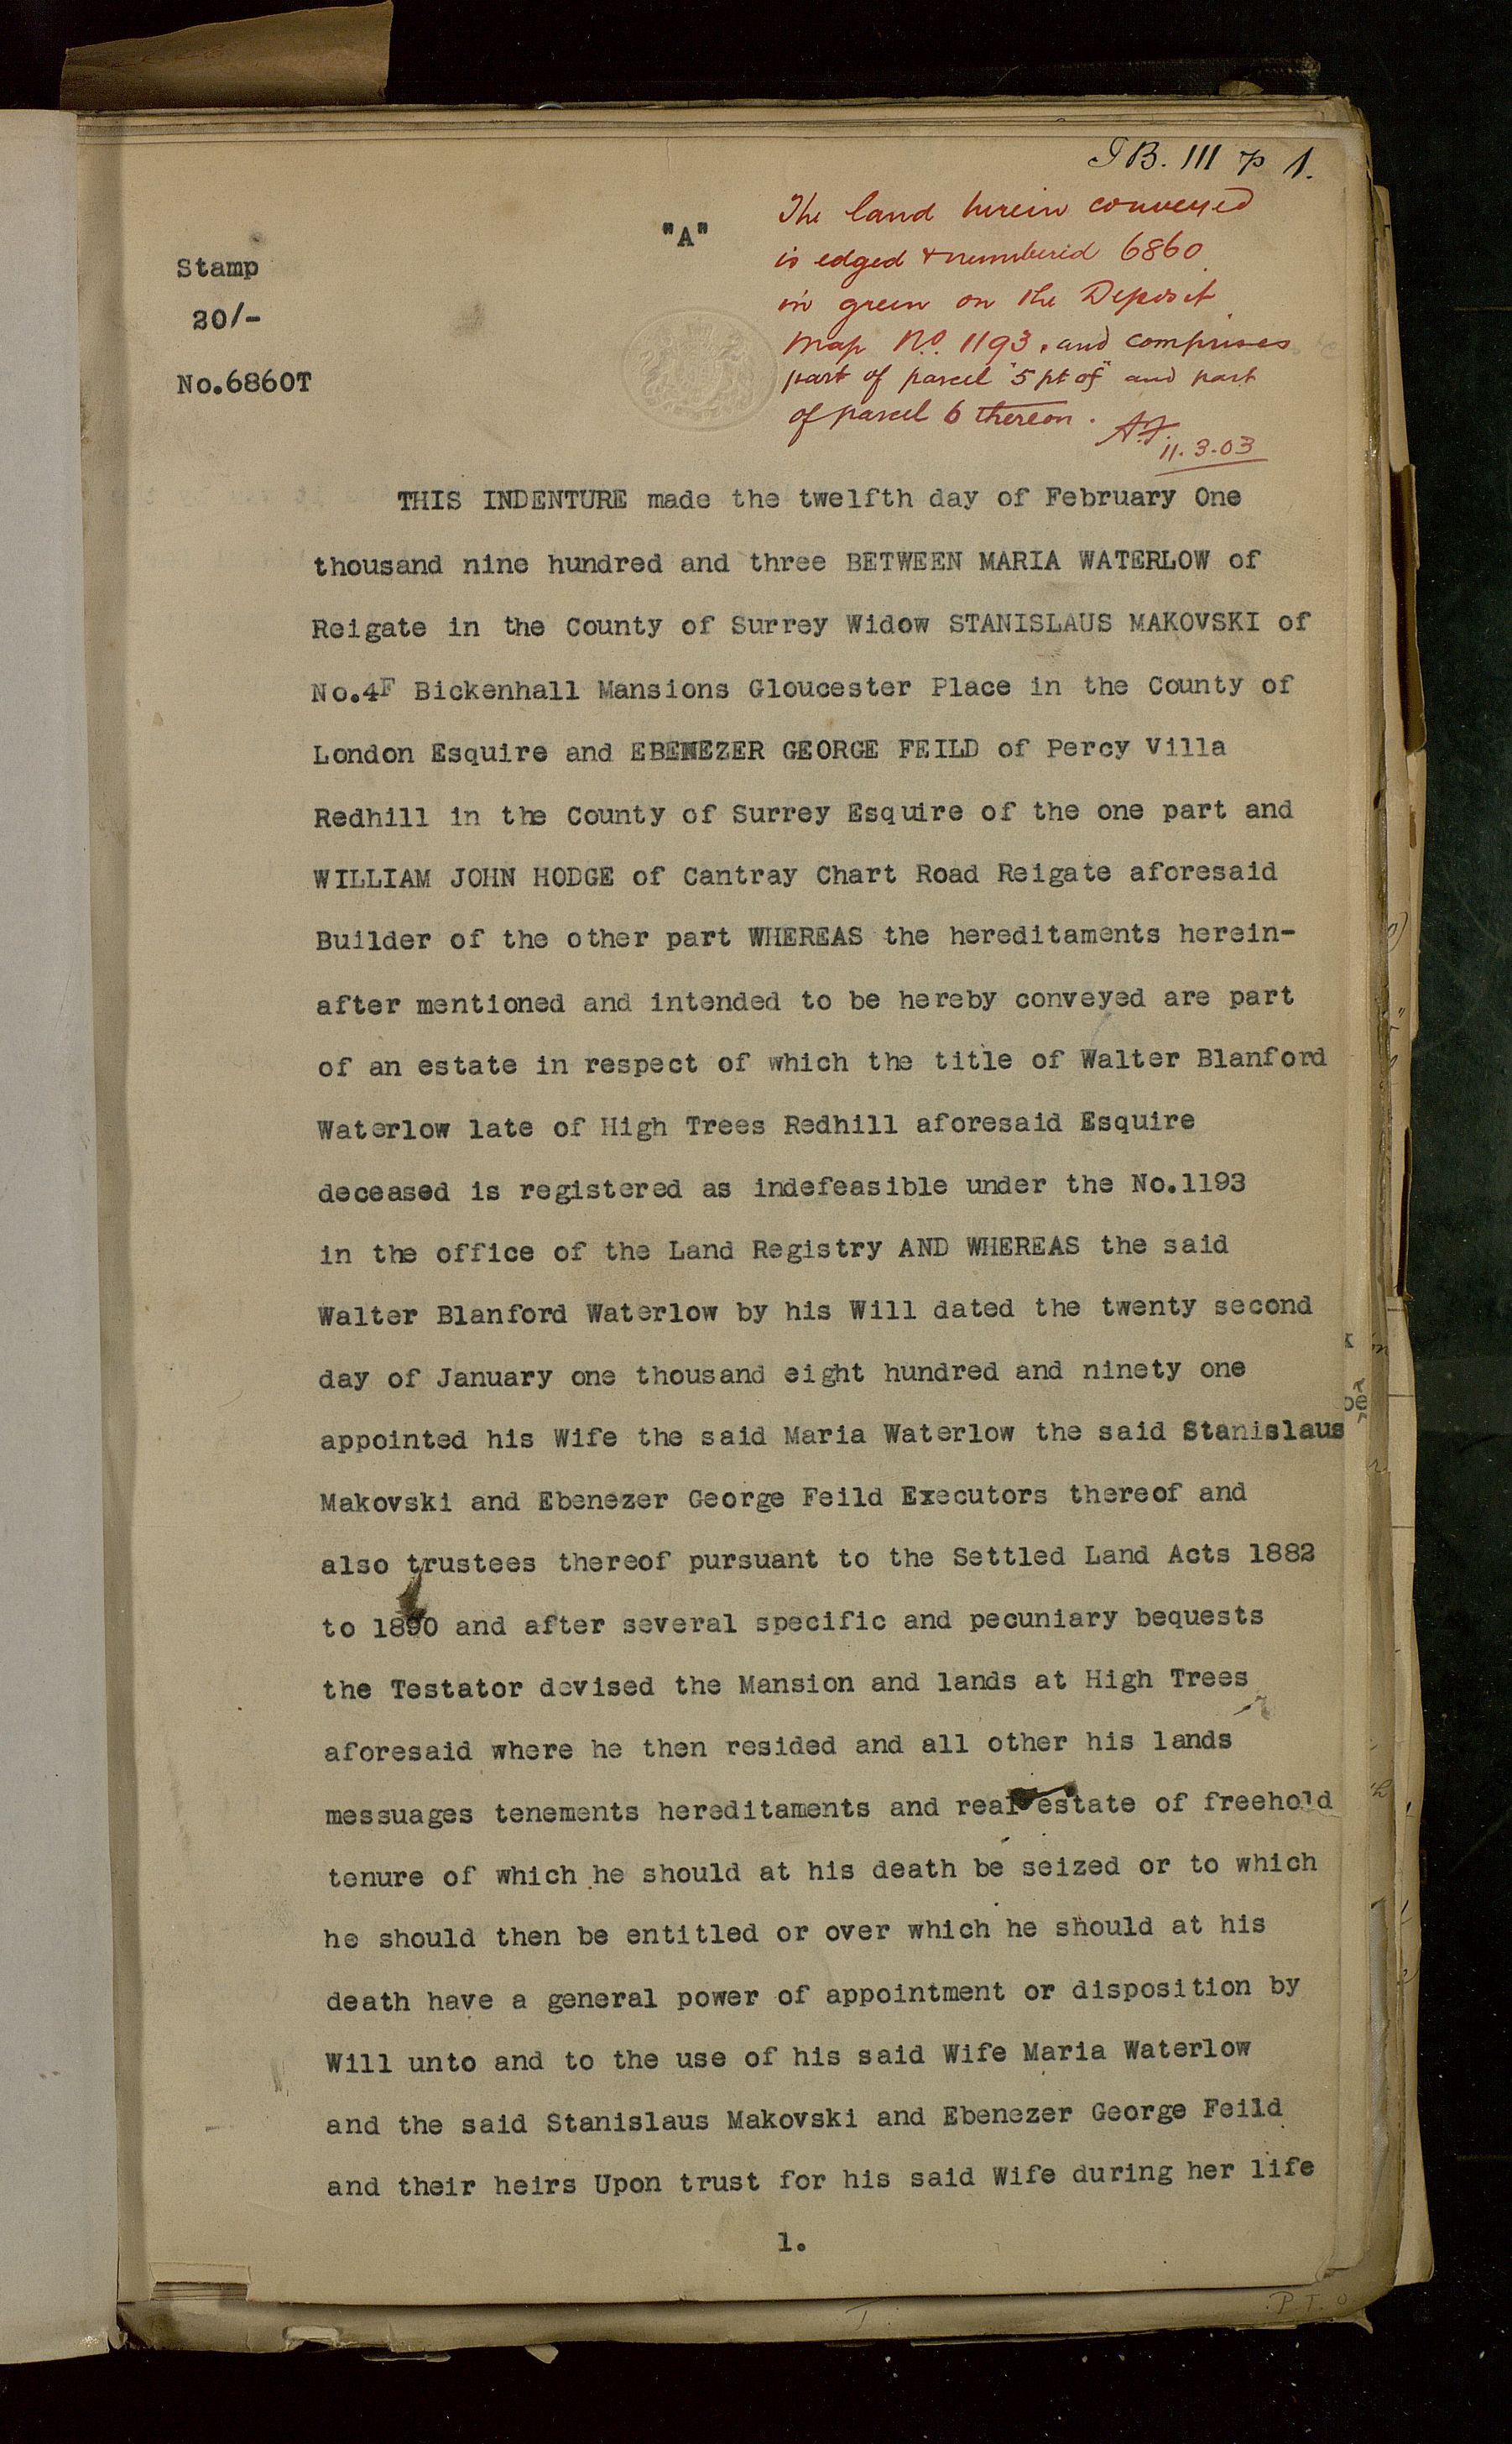 TB. III p 1.
"A"
The land herein conveyed
is edged & numbered 6860
in green on the Deposit
Map No. 1193, and comprises
part of parcel "5 pt of" and part
of parcel 6 thereon.
A.F.
11.3.03
Stamp
20/-
No.6860T
THIS INDENTURE made the twelfth day of February One
thousand nine hundred and three BETWEEN MARIA WATERLOW of
Reigate in the County of Surrey Widow STANISLAUS MAKOVSKI of
No.4F Bickenhall Mansions Gloucester Place in the County of
London Esquire and EBENEZER GEORGE FEILD of Percy Villa
Redhill in the County of Surrey Esquire of the one part and
WILLIAM JOHN HODGE of Cantray Chart Road Reigate aforesaid
Builder of the other part WHEREAS the hereditaments herein-
after mentioned and intended to be hereby conveyed are part
of an estate in respect of which the title of Walter Blanford
Waterlow late of High Trees Redhill aforesaid Esquire
deceased is registered as indefeasible under the No.1193
in the office of the Land Registry AND WHEREAS the said
Walter Blanford Waterlow by his Will dated the twenty second
day of January one thousand eight hundred and ninety one
appointed his Wife the said Maria Waterlow the said Stanislaus
Makovski and Ebenezer George Feild Executors thereof and
also trustees thereof pursuant to the Settled Land Acts 1882
to 1890 and after several specific and pecuniary bequests
the Testator devised the Mansion and lands at High Trees
aforesaid where he then resided and all other his lands
messuages tenements hereditaments and real estate of freehold
tenure of which he should at his death be seized or to which
he should then be entitled or over which he should at his
death have a general power of appointment or disposition by
Will unto and to the use of his said Wife Maria Waterlow
and the said Stanislaus Makovski and Ebenezer George Feild
and their heirs Upon trust for his said Wife during her life
1.
P.T.O